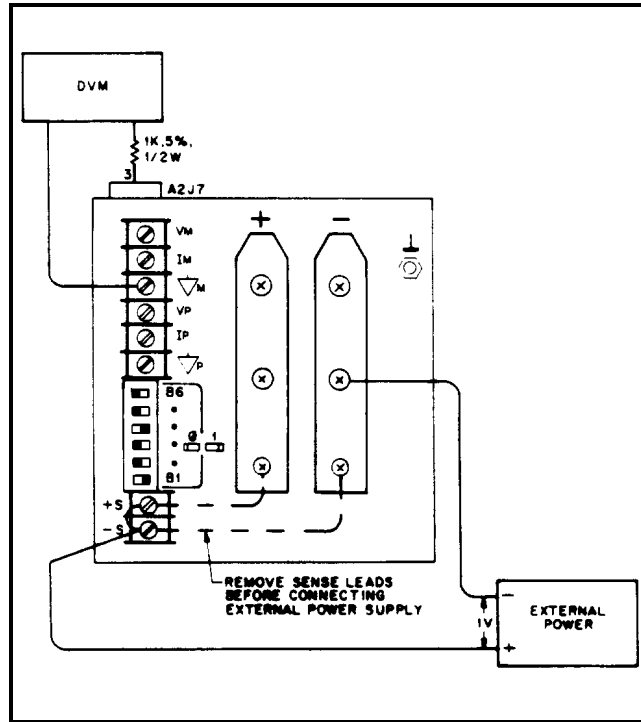 DVM
1K,5%,
1/2W
3
A2J7
+ −
VM
IM
M
VP
IP
P
B6
0 1
B1
+S
-S
REMOVE SENSE LEADS
BEFORE CONNECTING
EXTERNAL POWER SUPPLY
−
1V
+
EXTERNAL
POWER